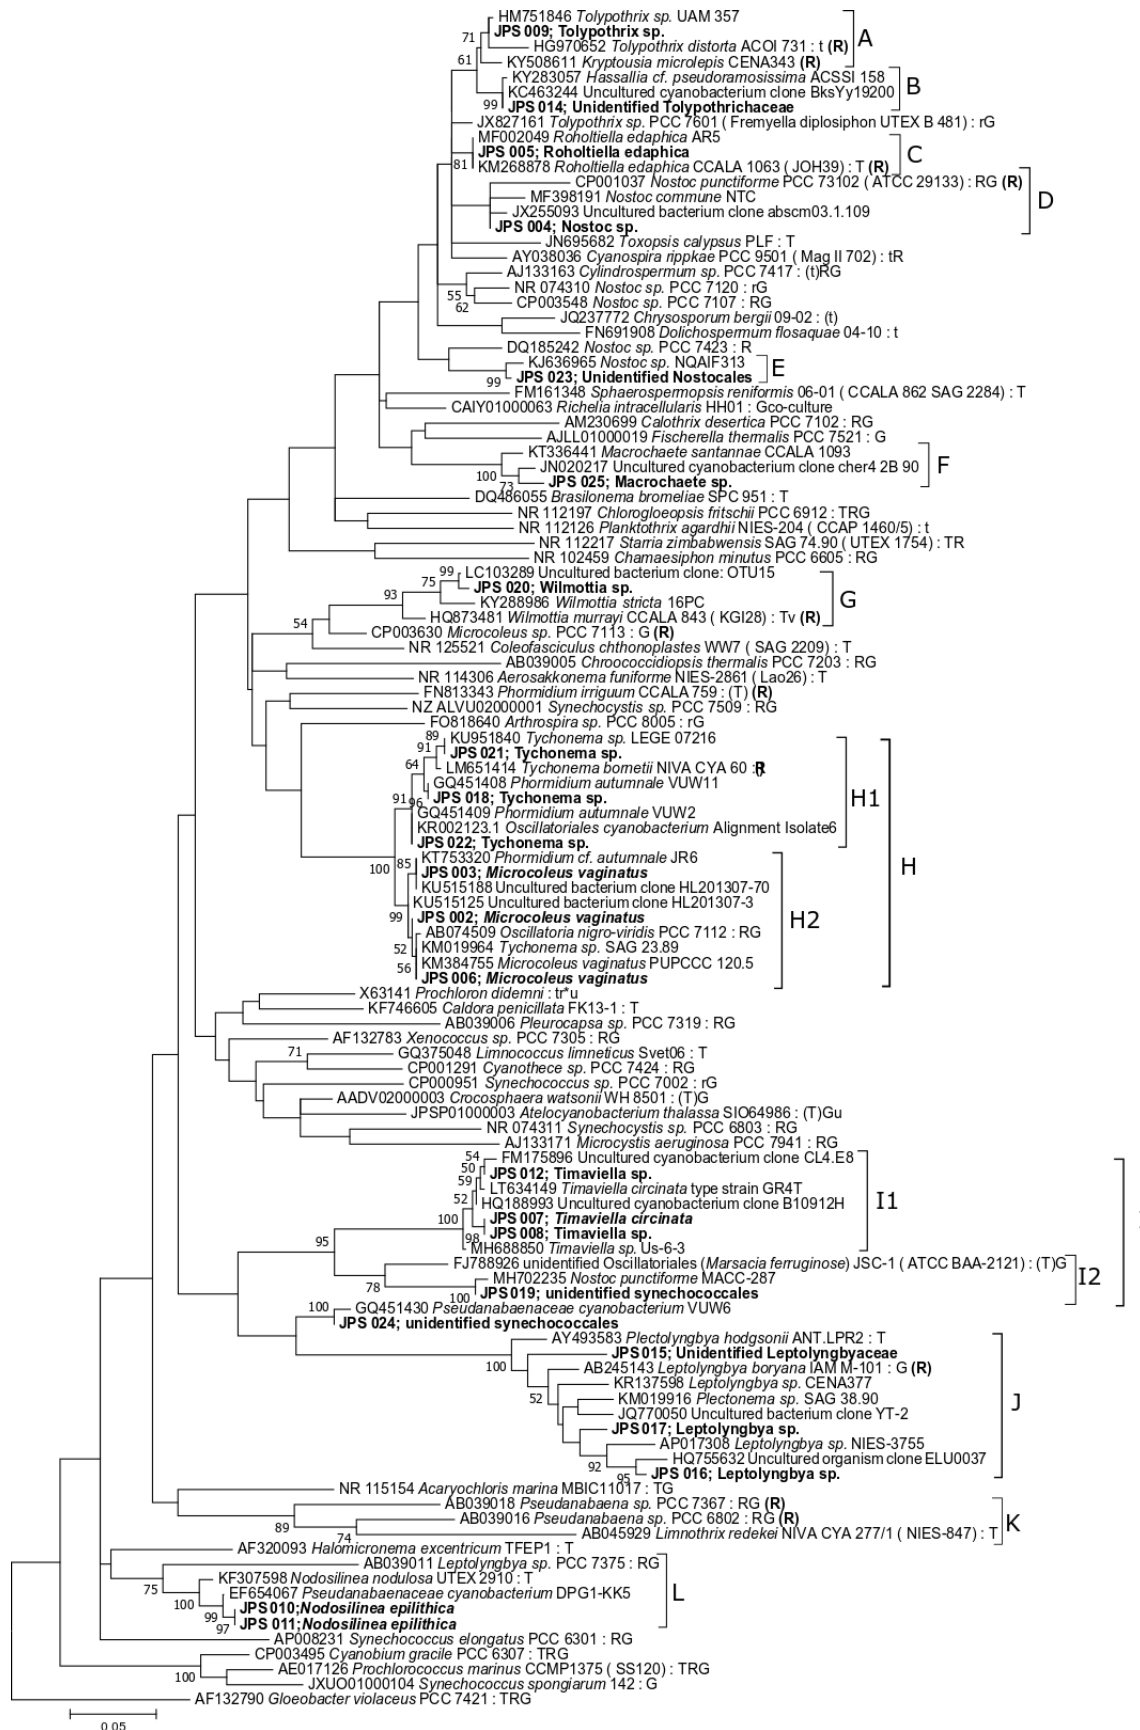 HM751846 Tolypothrix sp. UAM 357
71
JPS 009; Tolypothrix sp.
A
HG970652 Tolypothrix distorta ACOI 731 : t (R)
61
KY508611 Kryptousia microlepis CENA343 (R)
KY283057 Hassallia cf. pseudoramosissima ACSSI 158
KC463244 Uncultured cyanobacterium clone BksYy19200
B
99
JPS 014; Unidentified Tolypothrichaceae
JX827161 Tolypothrix sp. PCC 7601 ( Fremyella diplosiphon UTEX B 481) : rG
MF002049 Roholtiella edaphica AR5
JPS 005; Roholtiella edaphica
C
81
KM268878 Roholtiella edaphica CCALA 1063 ( JOH39) : T (R)
CP001037 Nostoc punctiforme PCC 73102 ( ATCC 29133) : RG (R)
MF398191 Nostoc commune NTC
D
JX255093 Uncultured bacterium clone abscm03.1.109
JPS 004; Nostoc sp.
JN695682 Toxopsis calypsus PLF : T
AY038036 Cyanospira rippkae PCC 9501 ( Mag II 702) : tR
AJ133163 Cylindrospermum sp. PCC 7417 : (t)RG
55
NR 074310 Nostoc sp. PCC 7120 : rG
62
CP003548 Nostoc sp. PCC 7107 : RG
JQ237772 Chrysosporum bergii 09-02 : (t)
FN691908 Dolichospermum flosaquae 04-10 : t
DQ185242 Nostoc sp. PCC 7423 : R
KJ636965 Nostoc sp. NQAIF313
E
99
JPS 023; Unidentified Nostocales
FM161348 Sphaerospermopsis reniformis 06-01 ( CCALA 862 SAG 2284) : T
CAIY01000063 Richelia intracellularis HH01 : Gco-culture
AM230699 Calothrix desertica PCC 7102 : RG
AJLL01000019 Fischerella thermalis PCC 7521 : G
KT336441 Macrochaete santannae CCALA 1093
JN020217 Uncultured cyanobacterium clone cher4 2B 90
F
100
JPS 025; Macrochaete sp.
73
DQ486055 Brasilonema bromeliae SPC 951 : T
NR 112197 Chlorogloeopsis fritschii PCC 6912 : TRG
NR 112126 Planktothrix agardhii NIES-204 ( CCAP 1460/5) : t
NR 112217 Starria zimbabwensis SAG 74.90 ( UTEX 1754) : TR
NR 102459 Chamaesiphon minutus PCC 6605 : RG
99
LC103289 Uncultured bacterium clone: OTU15
75
JPS 020; Wilmottia sp.
G
93
KY288986 Wilmottia stricta 16PC
HQ873481 Wilmottia murrayi CCALA 843 ( KGI28) : Tv (R)
54
CP003630 Microcoleus sp. PCC 7113 : G (R)
NR 125521 Coleofasciculus chthonoplastes WW7 ( SAG 2209) : T
AB039005 Chroococcidiopsis thermalis PCC 7203 : RG
NR 114306 Aerosakkonema funiforme NIES-2861 ( Lao26) : T
FN813343 Phormidium irriguum CCALA 759 : (T) (R)
NZ ALVU02000001 Synechocystis sp. PCC 7509 : RG
FO818640 Arthrospira sp. PCC 8005 : rG
89
KU951840 Tychonema sp. LEGE 07216
91
JPS 021; Tychonema sp.
64
LM651414 Tychonema bornetii NIVA CYA 60 :(R)
GQ451408 Phormidium autumnale VUW11
91
JPS 018; Tychonema sp.
H1
96
GQ451409 Phormidium autumnale VUW2
KR002123.1 Oscillatoriales cyanobacterium Alignment Isolate6
JPS 022; Tychonema sp.
100
85
KT753320 Phormidium cf. autumnale JR6
H
JPS 003; Microcoleus vaginatus
KU515188 Uncultured bacterium clone HL201307-70
KU515125 Uncultured bacterium clone HL201307-3
99
JPS 002; Microcoleus vaginatus
H2
AB074509 Oscillatoria nigro-viridis PCC 7112 : RG
52
KM019964 Tychonema sp. SAG 23.89
KM384755 Microcoleus vaginatus PUPCCC 120.5
56
JPS 006; Microcoleus vaginatus
X63141 Prochloron didemni : tr*u
KF746605 Caldora penicillata FK13-1 : T
AB039006 Pleurocapsa sp. PCC 7319 : RG
AF132783 Xenococcus sp. PCC 7305 : RG
71
GQ375048 Limnococcus limneticus Svet06 : T
CP001291 Cyanothece sp. PCC 7424 : RG
CP000951 Synechococcus sp. PCC 7002 : rG
AADV02000003 Crocosphaera watsonii WH 8501 : (T)G
JPSP01000003 Atelocyanobacterium thalassa SIO64986 : (T)Gu
NR 074311 Synechocystis sp. PCC 6803 : RG
AJ133171 Microcystis aeruginosa PCC 7941 : RG
54
FM175896 Uncultured cyanobacterium clone CL4.E8
50
JPS 012; Timaviella sp.
59
LT634149 Timaviella circinata type strain GR4T
52
HQ188993 Uncultured cyanobacterium clone B10912H
I1
100
JPS 007; Timaviella circinata
JPS 008; Timaviella sp.
98
95
MH688850 Timaviella sp. Us-6-3
FJ788926 unidentified Oscillatoriales (Marsacia ferruginose) JSC-1 ( ATCC BAA-2121) : (T)G
78
MH702235 Nostoc punctiforme MACC-287
I2
100
JPS 019; unidentified synechococcales
100
GQ451430 Pseudanabaenaceae cyanobacterium VUW6
JPS 024; unidentified synechococcales
AY493583 Plectolyngbya hodgsonii ANT.LPR2 : T
JPS 015; Unidentified Leptolyngbyaceae
100
AB245143 Leptolyngbya boryana IAM M-101 : G (R)
KR137598 Leptolyngbya sp. CENA377
52
KM019916 Plectonema sp. SAG 38.90
J
JQ770050 Uncultured bacterium clone YT-2
JPS 017; Leptolyngbya sp.
AP017308 Leptolyngbya sp. NIES-3755
92
HQ755632 Uncultured organism clone ELU0037
95
JPS 016; Leptolyngbya sp.
NR 115154 Acaryochloris marina MBIC11017 : TG
AB039018 Pseudanabaena sp. PCC 7367 : RG (R)
89
AB039016 Pseudanabaena sp. PCC 6802 : RG (R)
K
74
AB045929 Limnothrix redekei NIVA CYA 277/1 ( NIES-847) : T
AF320093 Halomicronema excentricum TFEP1 : T
AB039011 Leptolyngbya sp. PCC 7375 : RG
75
KF307598 Nodosilinea nodulosa UTEX 2910 : T
EF654067 Pseudanabaenaceae cyanobacterium DPG1-KK5
L
100
JPS 010;Nodosilinea epilithica
99
JPS 011;Nodosilinea epilithica
97
AP008231 Synechococcus elongatus PCC 6301 : RG
CP003495 Cyanobium gracile PCC 6307 : TRG
AE017126 Prochlorococcus marinus CCMP1375 ( SS120) : TRG
100
JXUO01000104 Synechococcus spongiarum 142 : G
AF132790 Gloeobacter violaceus PCC 7421 : TRG
0.05